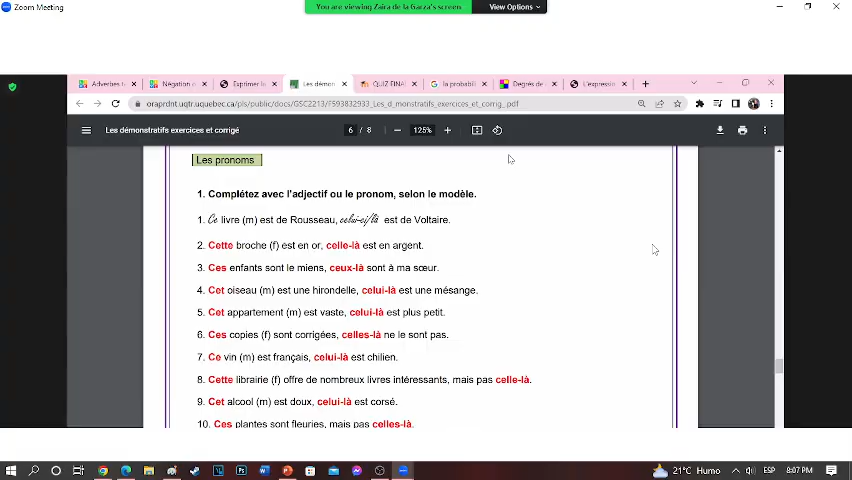 Zoom Meeting
You are viewing Zaira de la Garza's screen
View Options
Adverbes t
Négation e
Exprimer l
Les démon
QUIZ FINA
la probabili
Degrés de
L'expressio
oraprdnt.uqtr.uquebec.ca/pls/public/docs/GSC2213/F593832933_Les_d_monstratifs_exercices_et_corrig_.pdf
Les démonstratifs exercices et corrigé
6 / 8
125%
Les pronoms
1. Complétez avec l'adjectif ou le pronom, selon le modèle.
1. Ce livre (m) est de Rousseau, celui-ci/là est de Voltaire.
2. Cette broche (f) est en or, celle-là est en argent.
3. Ces enfants sont le miens, ceux-là sont à ma sœur.
4. Cet oiseau (m) est une hirondelle, celui-là est une mésange.
5. Cet appartement (m) est vaste, celui-là est plus petit.
6. Ces copies (f) sont corrigées, celles-là ne le sont pas.
7. Ce vin (m) est français, celui-là est chilien.
8. Cette librairie (f) offre de nombreux livres intéressants, mais pas celle-là.
9. Cet alcool (m) est doux, celui-là est corsé.
10. Ces plantes sont fleuries, mais pas celles-là.
21°C Humo
ESP
8:07 PM